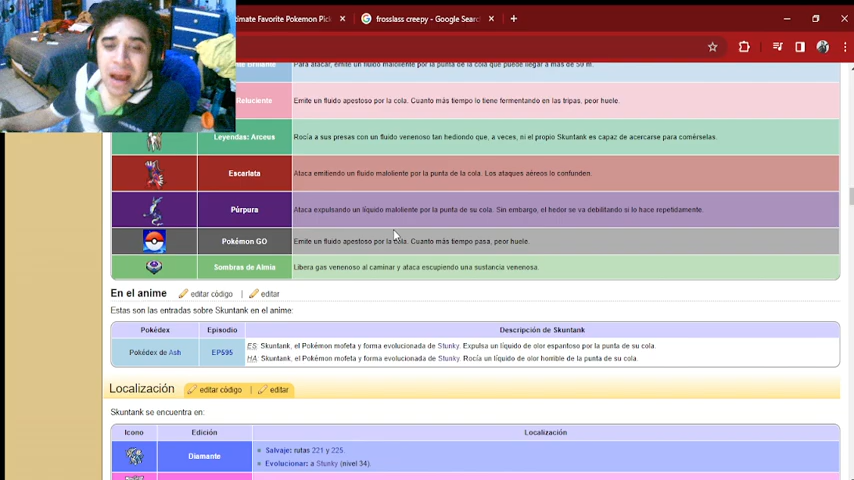 timate Favorite Pokemon Pick
frosslass creepy - Google Searc
nte Brillante
Para atacar, emite un fluido maloliente por la punta de la cola que puede llegar a más de 50 m.
Reluciente
Emite un fluido apestoso por la cola. Cuanto más tiempo lo tiene fermentando en las tripas, peor huele.
Leyendas: Arceus
Rocía a sus presas con un fluido venenoso tan hediondo que, a veces, ni el propio Skuntank es capaz de acercarse para comérselas.
Escarlata
Ataca emitiendo un fluido maloliente por la punta de la cola. Los ataques aéreos lo confunden.
Púrpura
Ataca expulsando un líquido maloliente por la punta de su cola. Sin embargo, el hedor se va debilitando si lo hace repetidamente.
Pokémon GO
Emite un fluido apestoso por la cola. Cuanto más tiempo pasa, peor huele.
Sombras de Almia
Libera gas venenoso al caminar y ataca escupiendo una sustancia venenosa.
En el anime editar código | editar
Estas son las entradas sobre Skuntank en el anime:
Pokédex Episodio Descripción de Skuntank
Pokédex de Ash EP595
ES: Skuntank, el Pokémon mofeta y forma evolucionada de Stunky. Expulsa un líquido de olor espantoso por la punta de su cola.
HA: Skuntank, el Pokémon mofeta y forma evolucionada de Stunky. Rocía un líquido de olor horrible de la punta de su cola.
Localización editar código | editar
Skuntank se encuentra en:
Icono Edición Localización
Diamante
Salvaje: rutas 221 y 225.
Evolucionar: a Stunky (nivel 34).